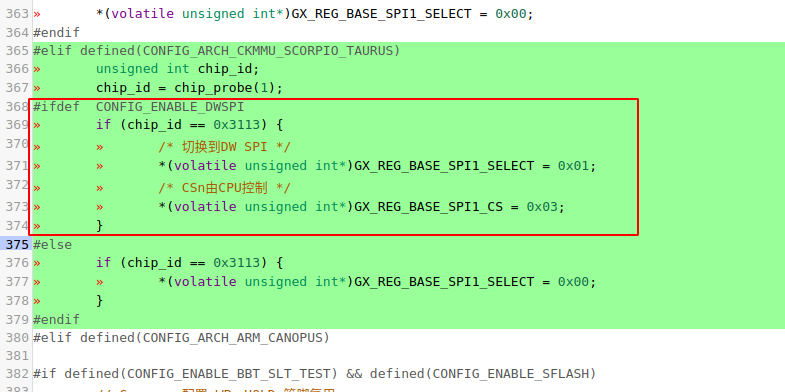 363 »       *(volatile unsigned int*)GX_REG_BASE_SPI1_SELECT = 0x00;
364 #endif
365 #elif defined(CONFIG_ARCH_CKMMU_SCORPIO_TAURUS)
366 »       unsigned int chip_id;
367 »       chip_id = chip_probe(1);
368 #ifdef  CONFIG_ENABLE_DWSPI
369 »       if (chip_id == 0x3113) {
370 »       »       /* 切换到DW SPI */
371 »       »       *(volatile unsigned int*)GX_REG_BASE_SPI1_SELECT = 0x01;
372 »       »       /* CSn由CPU控制 */
373 »       »       *(volatile unsigned int*)GX_REG_BASE_SPI1_CS = 0x03;
374 »       }
375 #else
376 »       if (chip_id == 0x3113) {
377 »       »       *(volatile unsigned int*)GX_REG_BASE_SPI1_SELECT = 0x00;
378 »       }
379 #endif
380 #elif defined(CONFIG_ARCH_ARM_CANOPUS)
381
382 #if defined(CONFIG_ENABLE_BBT_SLT_TEST) && defined(CONFIG_ENABLE_SFLASH)